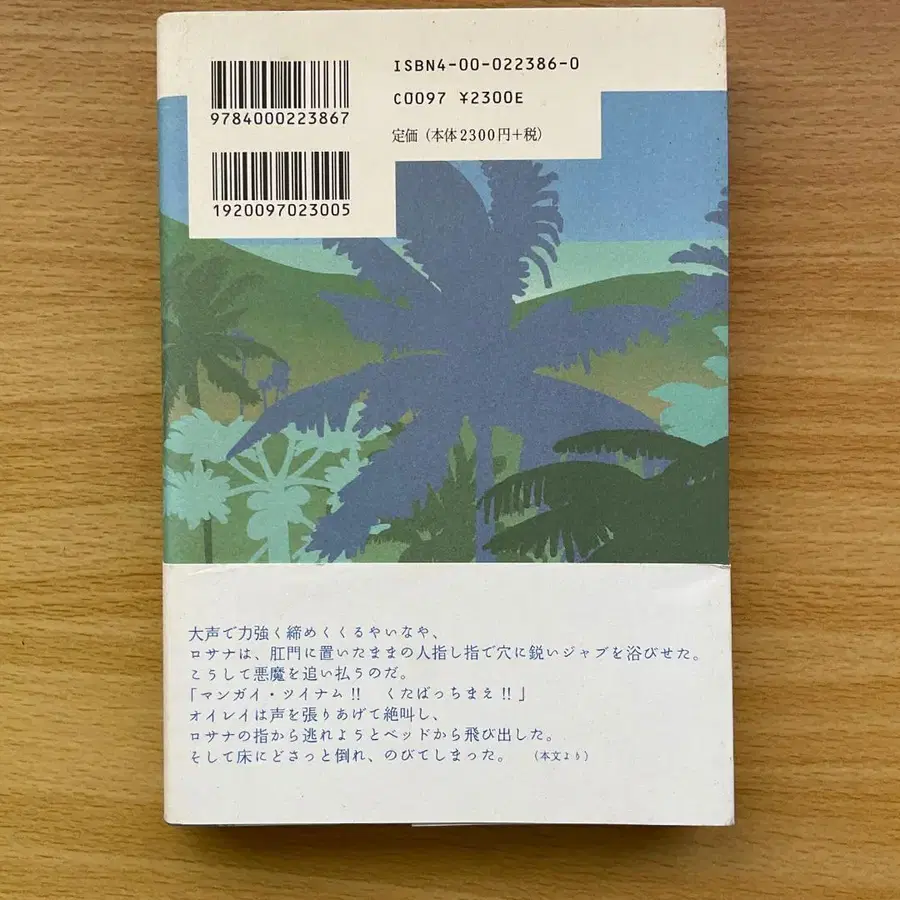 ISBN4-00-022386-0
C0097 ¥2300E
定価（本体2300円+税）
9784000223867
1920097023005
大声で力強く締めくくるやいなや、
ロサナは、肛門に置いたままの人指し指で穴に鋭いジャブを浴びせた。
こうして悪魔を追い払うのだ。
「マンガイ・ツイナム!!　くたばっちまえ!!」
オイレイは声を張りあげて絶叫し、
ロサナの指から逃れようとベッドから飛び出した。
そして床にどさっと倒れ、のびてしまった。　（本文より）